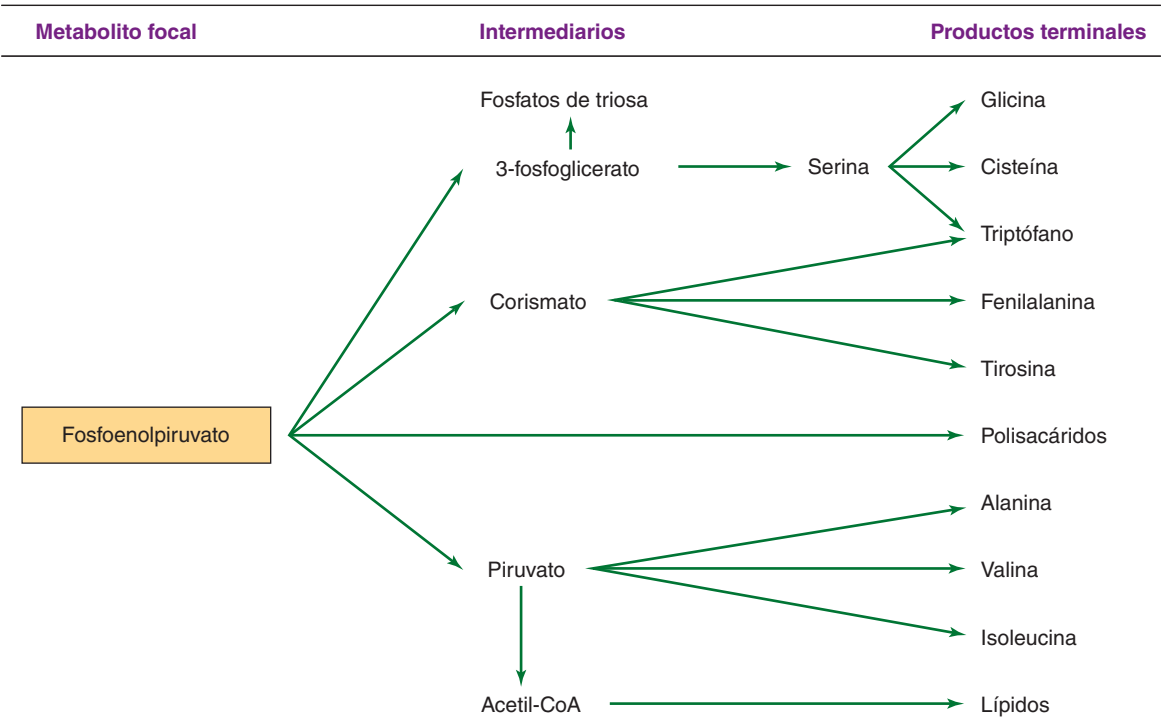 Metabolito focal Intermediarios Productos terminales
Fosfatos de triosa Glicina
3-fosfoglicerato Serina Cisteína
Triptófano
Corismato Fenilalanina
Tirosina
Fosfoenolpiruvato Polisacáridos
Alanina
Piruvato Valina
Isoleucina
Acetil-CoA Lípidos